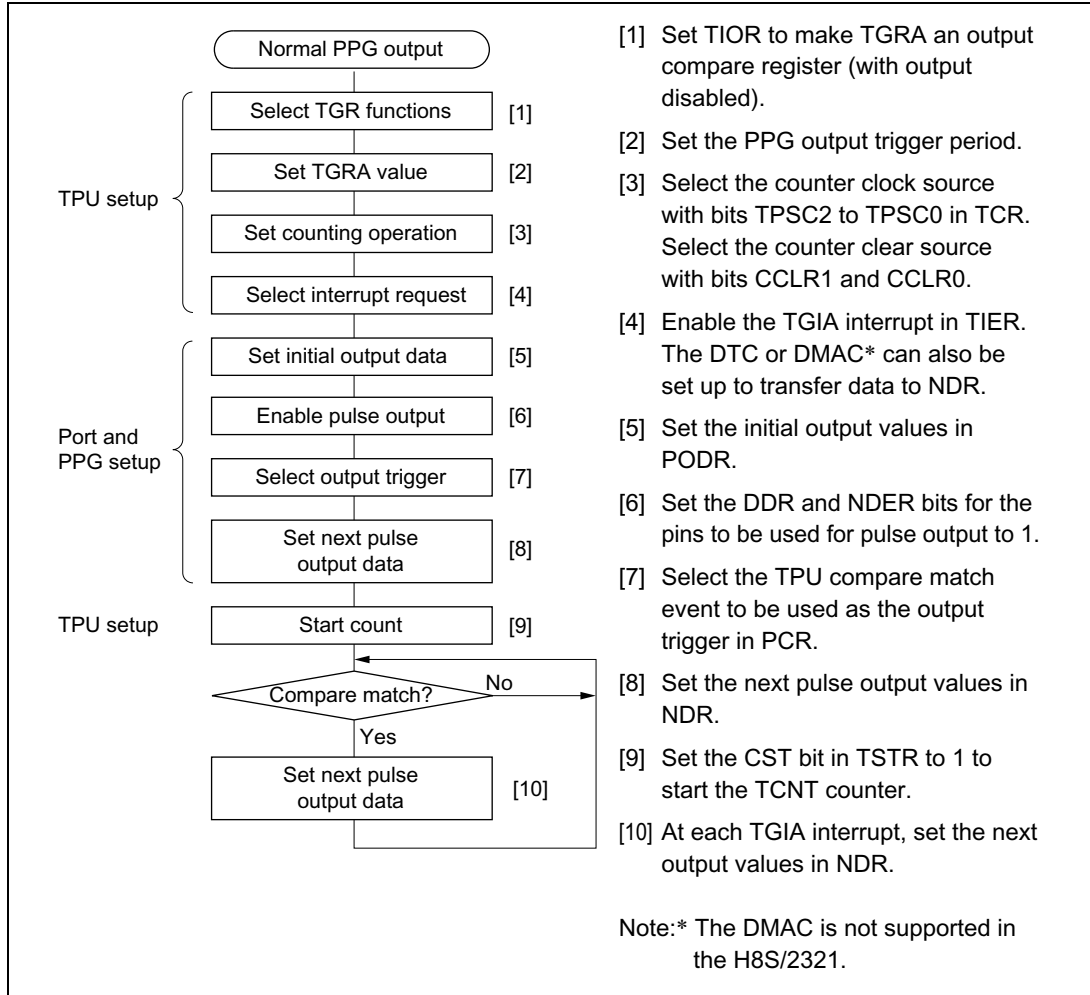 Normal PPG output
Select TGR functions [1]
Set TGRA value [2]
TPU setup
Set counting operation [3]
Select interrupt request [4]
Set initial output data [5]
Enable pulse output [6]
Port and
PPG setup
Select output trigger [7]
Set next pulse
output data [8]
TPU setup
Start count [9]
Compare match? No
Yes
Set next pulse
output data [10]
[1] Set TIOR to make TGRA an output
compare register (with output
disabled).
[2] Set the PPG output trigger period.
[3] Select the counter clock source
with bits TPSC2 to TPSC0 in TCR.
Select the counter clear source
with bits CCLR1 and CCLR0.
[4] Enable the TGIA interrupt in TIER.
The DTC or DMAC* can also be
set up to transfer data to NDR.
[5] Set the initial output values in
PODR.
[6] Set the DDR and NDER bits for the
pins to be used for pulse output to 1.
[7] Select the TPU compare match
event to be used as the output
trigger in PCR.
[8] Set the next pulse output values in
NDR.
[9] Set the CST bit in TSTR to 1 to
start the TCNT counter.
[10] At each TGIA interrupt, set the next
output values in NDR.
Note:* The DMAC is not supported in
the H8S/2321.